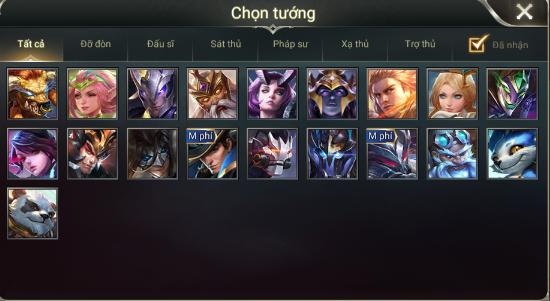 Chọn tướng
Tất cả Đỡ đòn Đấu sĩ Sát thủ Pháp sư Xạ thủ Trợ thủ Đã nhận
M phí M phí